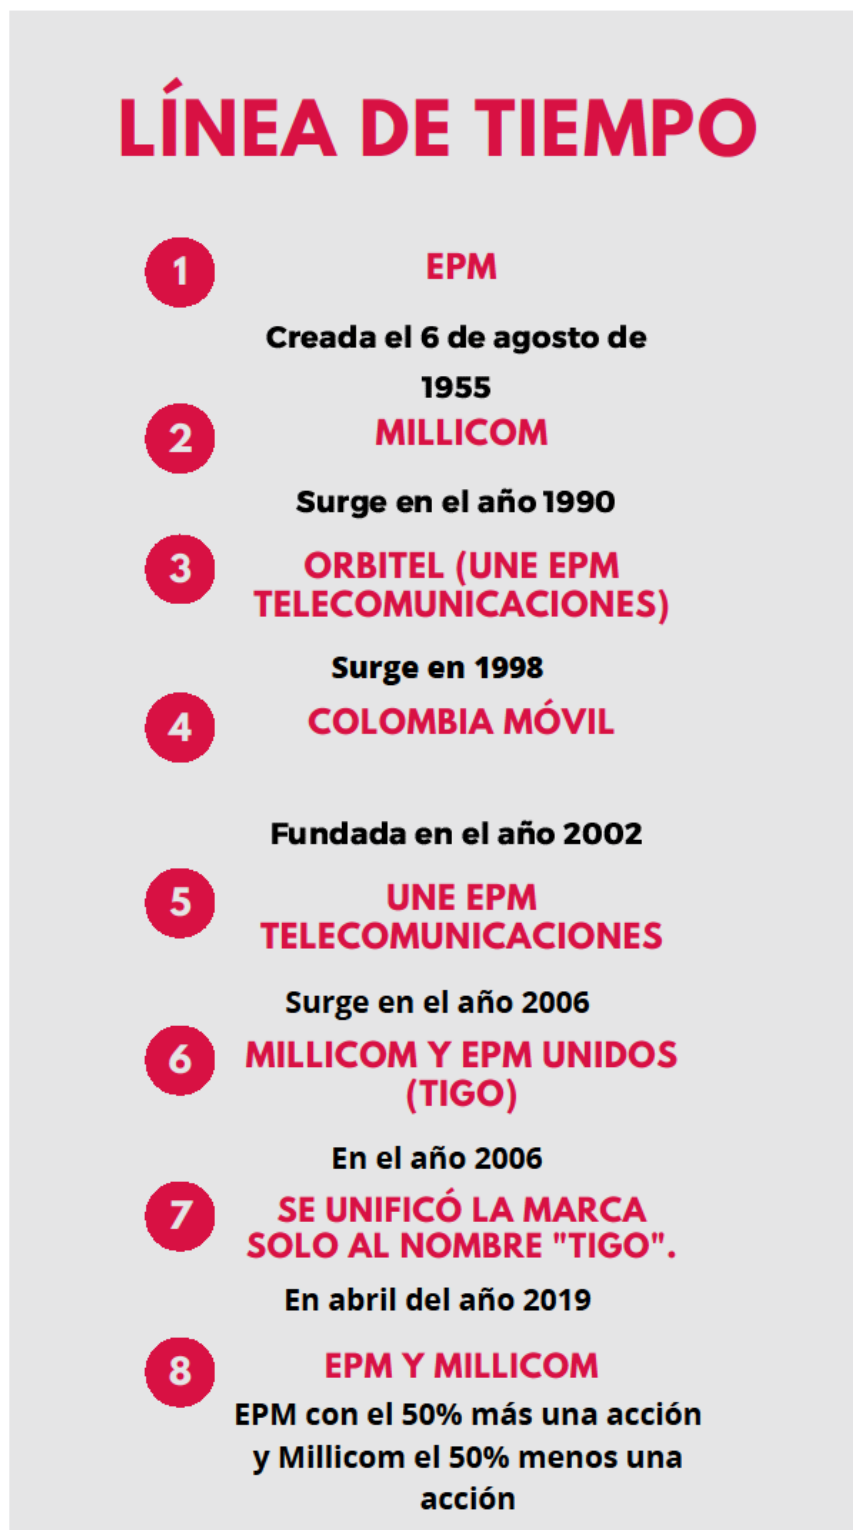 LÍNEA DE TIEMPO
1
EPM
Creada el 6 de agosto de
1955
2
MILLICOM
Surge en el año 1990
3
ORBITEL (UNE EPM
TELECOMUNICACIONES)
Surge en 1998
4
COLOMBIA MÓVIL
Fundada en el año 2002
5
UNE EPM
TELECOMUNICACIONES
Surge en el año 2006
6
MILLICOM Y EPM UNIDOS
(TIGO)
En el año 2006
7
SE UNIFICÓ LA MARCA
SOLO AL NOMBRE "TIGO".
En abril del año 2019
8
EPM Y MILLICOM
EPM con el 50% más una acción
y Millicom el 50% menos una
acción